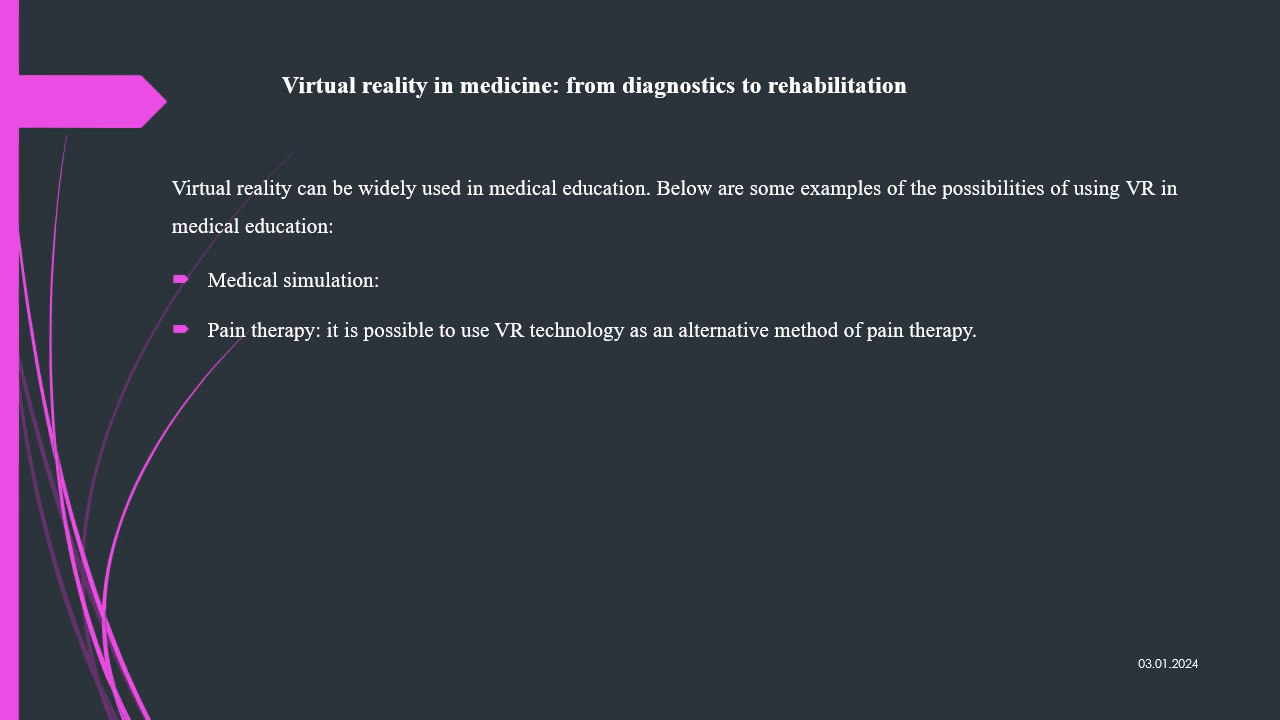 Virtual reality in medicine: from diagnostics to rehabilitation
Virtual reality can be widely used in medical education. Below are some examples of the possibilities of using VR in
medical education:
Medical simulation:
Pain therapy: it is possible to use VR technology as an alternative method of pain therapy.
03.01.2024